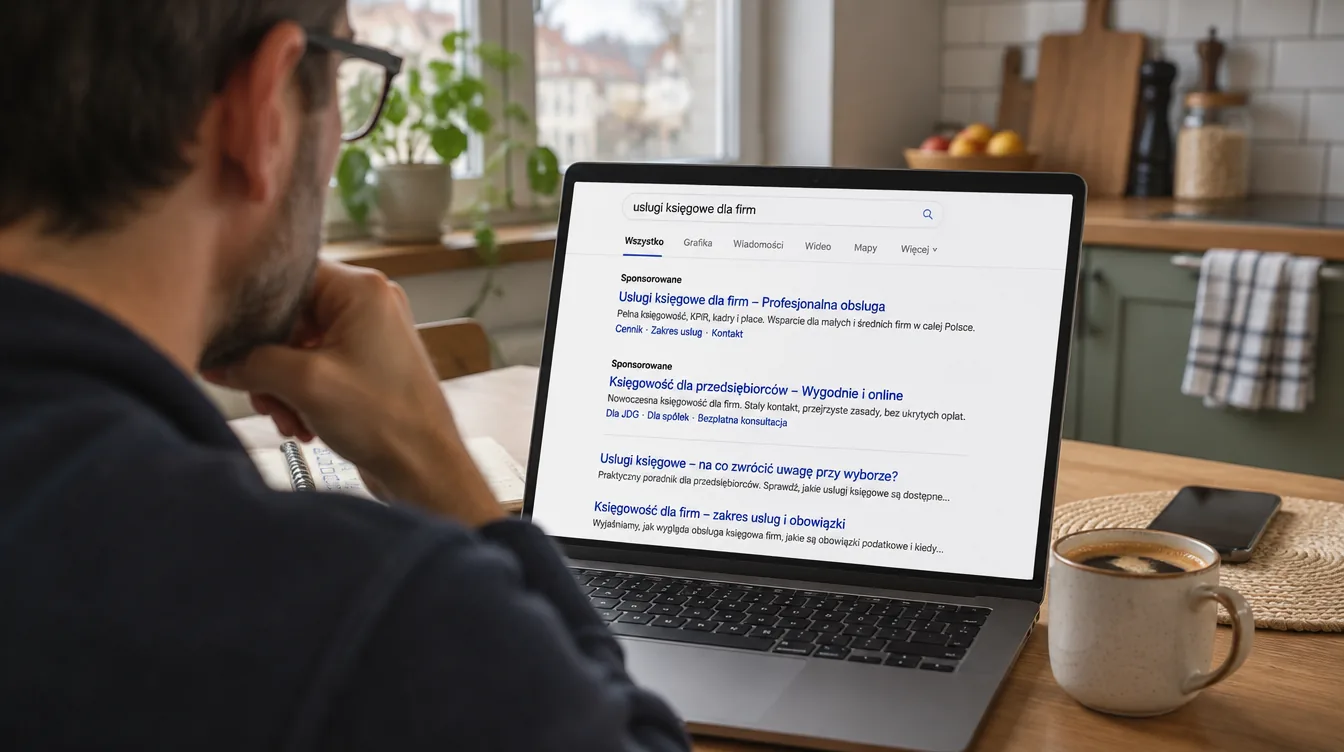 usługi księgowe dla firm
Wszystko Grafika Wiadomości Wideo Mapy Więcej
Sponsorowane
Usługi księgowe dla firm – Profesjonalna obsługa
Pełna księgowość, KPiR, kadry i płace. Wsparcie dla małych i średnich firm w całej Polsce.
Cennik · Zakres usług · Kontakt
Sponsorowane
Księgowość dla przedsiębiorców – Wygodnie i online
Nowoczesna księgowość dla firm. Stały kontakt, przejrzyste zasady, bez ukrytych opłat.
Dla JDG · Dla spółek · Bezpłatna konsultacja
Usługi księgowe – na co zwrócić uwagę przy wyborze?
Praktyczny poradnik dla przedsiębiorców. Sprawdź, jakie usługi księgowe są dostępne...
Księgowość dla firm – zakres usług i obowiązki
Wyjaśniamy, jak wygląda obsługa księgowa firm, jakie są obowiązki podatkowe i kiedy...